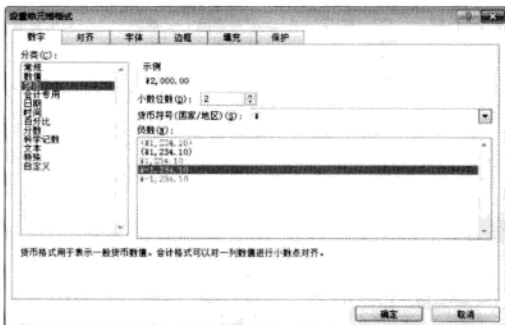 设置单元格格式
数字 对齐 字体 边框 填充 保护
分类(C):
常规
数值
货币
会计专用
日期
时间
百分比
分数
科学记数
文本
特殊
自定义
示例
¥2,000.00
小数位数(D): 2
货币符号(国家/地区)(S): ¥
负数(N):
(¥1,234.10)
(¥1,234.10)
¥1,234.10
¥-1,234.10
¥-1,234.10
货币格式用于表示一般货币数值。会计格式可以对一列数值进行小数点对齐。
确定 取消